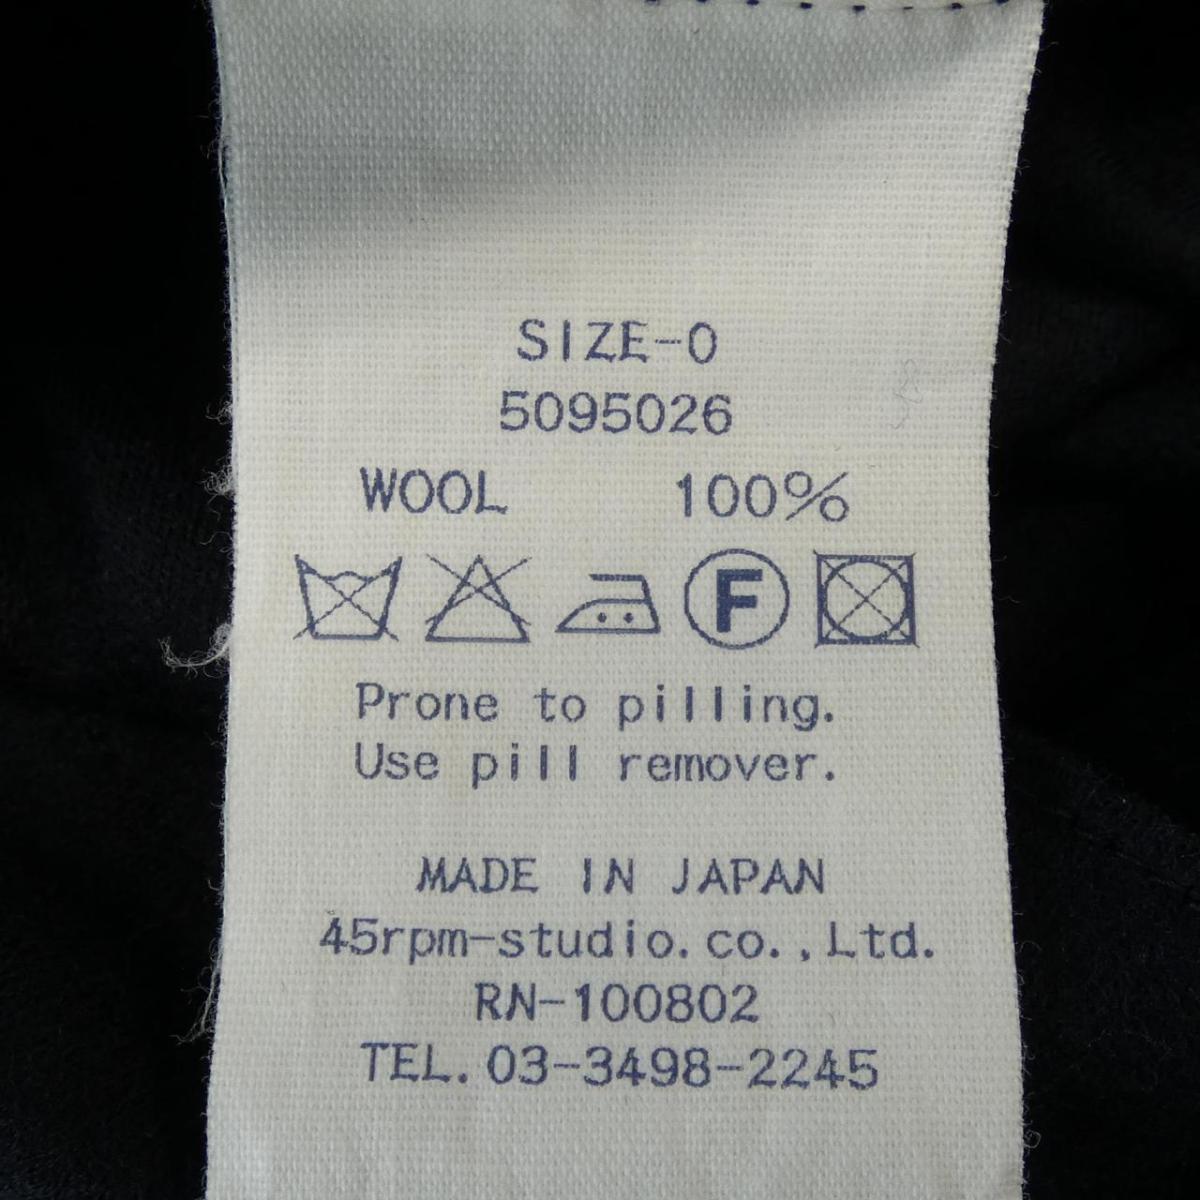 SIZE-0
5095026
WOOL 100%
F
Prone to pilling.
Use pill remover.
MADE IN JAPAN
45rpm-studio.co.,Ltd.
RN-100802
TEL.03-3498-2245